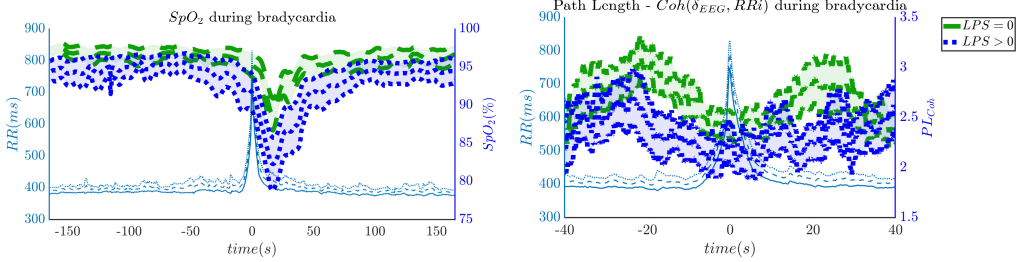 SpO2 during bradycardia
900
800
700
600
500
400
300
RR(ms)
100
95
90
85
80
75
SpO2(%)
-150 -100 -50 0 50 100 150
time(s)
Path Length - Coh(δEEG, RRi) during bradycardia
900
800
700
600
500
400
300
RR(ms)
3.5
3
2.5
2
1.5
PLCoh
-40 -20 0 20 40
time(s)
LPS = 0
LPS > 0